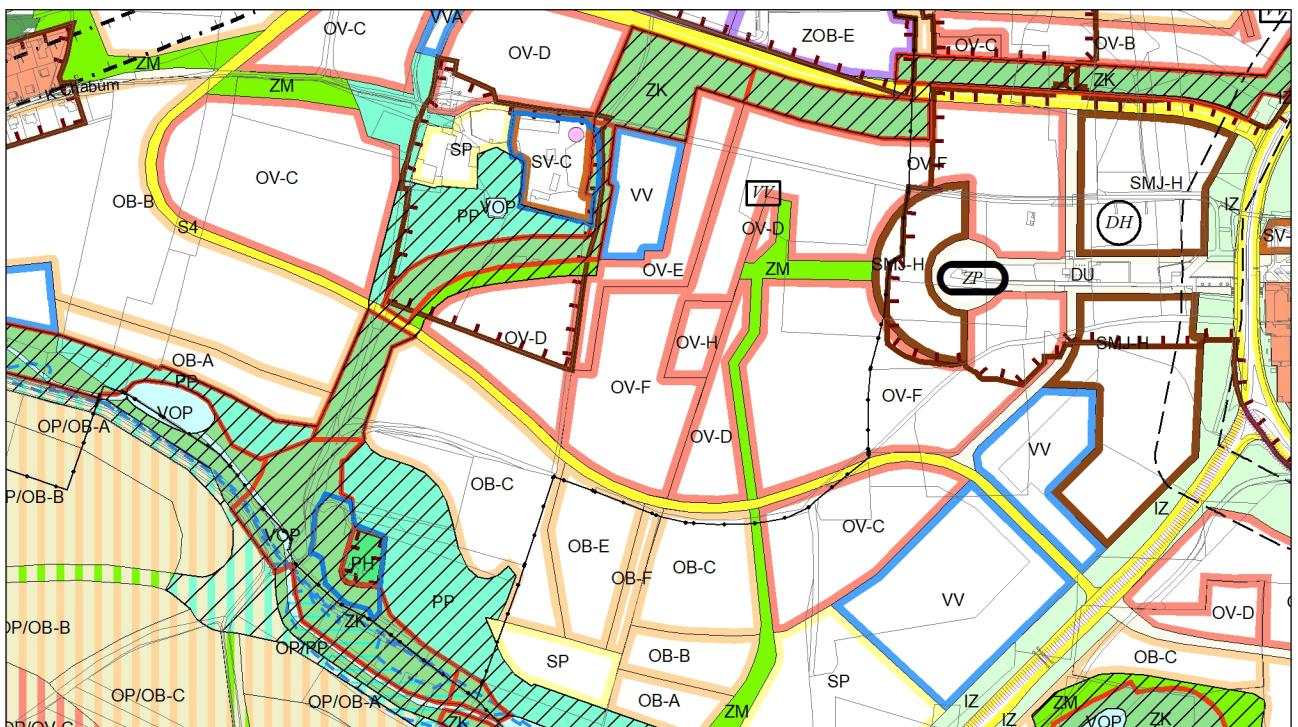 VVA
OV-C
OV-D
ZOB-E
OV-C
OV-B
ZM
ZM
K Chabům
ZK
ZK
IZ
SP
SV-C
OV-C
VV
OV-F
SMJ-H
OB-B
PP
VOP
VV
DH
IZ
S4
OV-D
SV-
OV-E
ZM
SMJ-H
ZP
DU
OV-D
OV-H
SMJ-H
OB-A
PP
OV-F
OV-F
VOP
OP/OB-A
OV-D
VV
OB-C
P/OB-B
IZ
OV-C
VOP
OB-E
PH
OB-F
OB-C
PP
VV
OV-D
ZK
OP/OB-B
OP/PP
OB-B
OB-C
SP
SP
OP/OB-C
OP/OB-A
OB-A
IZ
ZM
ZM
ZK
IZ
VOP
OP/OV-C